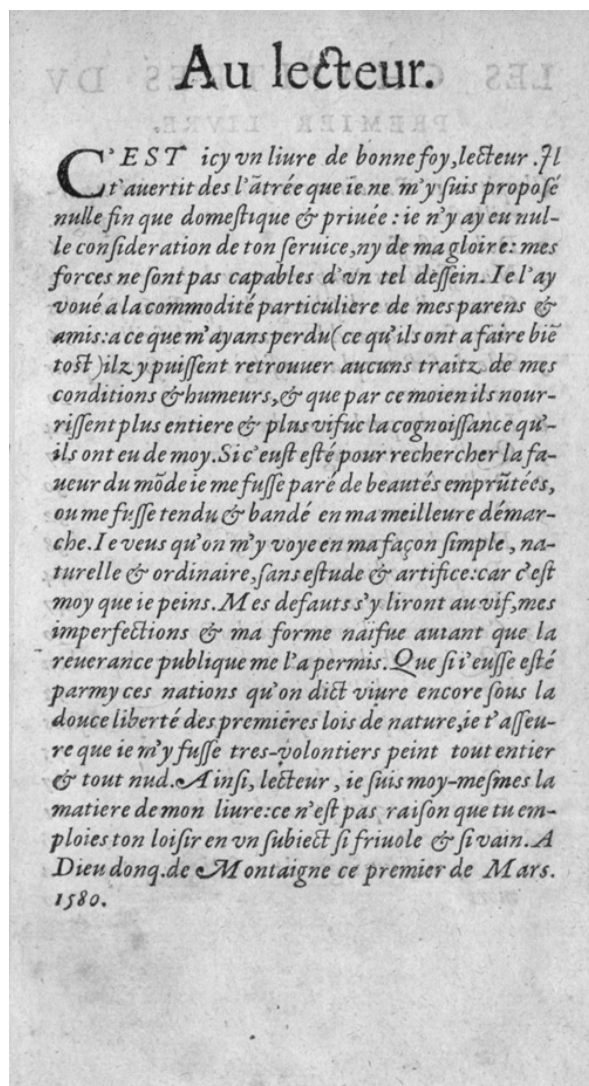 Au lecteur.
C'EST icy vn liure de bonne foy, lecteur. Il
t'auertit des l'ãtrée que ie ne m'y ſuis propoſé
nulle fin que domeſtique & priuée: ie n'y ay eu nul-
le conſideration de ton ſeruice, ny de ma gloire: mes
forces ne ſont pas capables d'vn tel deſſein. Ie l'ay
voué a la commodité particuliere de mes parens &
amis: a ce que m'ayans perdu (ce qu'ils ont a faire biẽ
toſt) ilz y puiſſent retrouuer aucuns traitz de mes
conditions & humeurs, & que par ce moien ils nour-
riſſent plus entiere & plus vifue la cognoiſſance qu'-
ils ont eu de moy. Si c'euſt eſté pour rechercher la fa-
ueur du mõde ie me fuſſe paré de beautés emprũtées,
ou me fuſſe tendu & bandé en ma meilleure démar-
che. Ie veus qu'on m'y voye en ma façon ſimple, na-
turelle & ordinaire, ſans eſtude & artifice: car c'eſt
moy que ie peins. Mes defauts s'y liront au vif, mes
imperfections & ma forme naifue autant que la
reuerance publique me l'a permis. Que ſi i'euſſe eſté
parmy ces nations qu'on dict viure encore ſous la
douce liberté des premiéres lois de nature, ie t'aſſeu-
re que ie m'y fuſſe tres-volontiers peint tout entier
& tout nud. Ainſi, lecteur, ie ſuis moy-meſmes la
matiere de mon liure: ce n'eſt pas raiſon que tu em-
ploies ton loiſir en vn ſubiect ſi friuole & ſi vain. A
Dieu donq. de Montaigne ce premier de Mars.
1580.